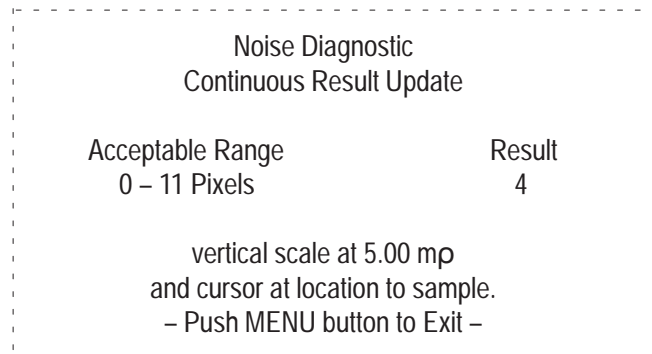 Noise Diagnostic
Continuous Result Update
Acceptable Range Result
0 – 11 Pixels 4
vertical scale at 5.00 mρ
and cursor at location to sample.
– Push MENU button to Exit –